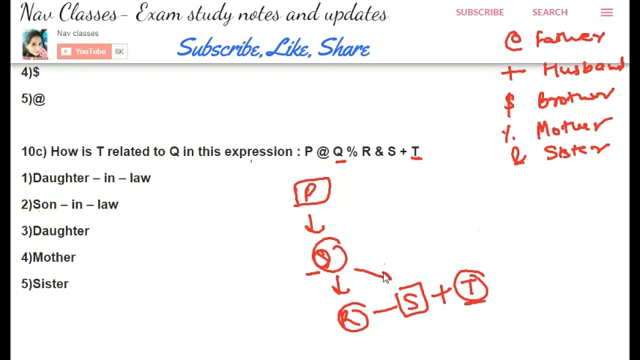 Nav Classes- Exam study notes and updates
SUBSCRIBE
SEARCH
Nav classes
YouTube 6K
Subscribe, Like, Share
@ Father
+ Husband
$ Brother
% Mother
& Sister
4)$
5)@
10c) How is T related to Q in this expression : P @ Q % R & S + T
1)Daughter – in – law
2)Son – in – law
3)Daughter
4)Mother
5)Sister
P
Q
R – S + T